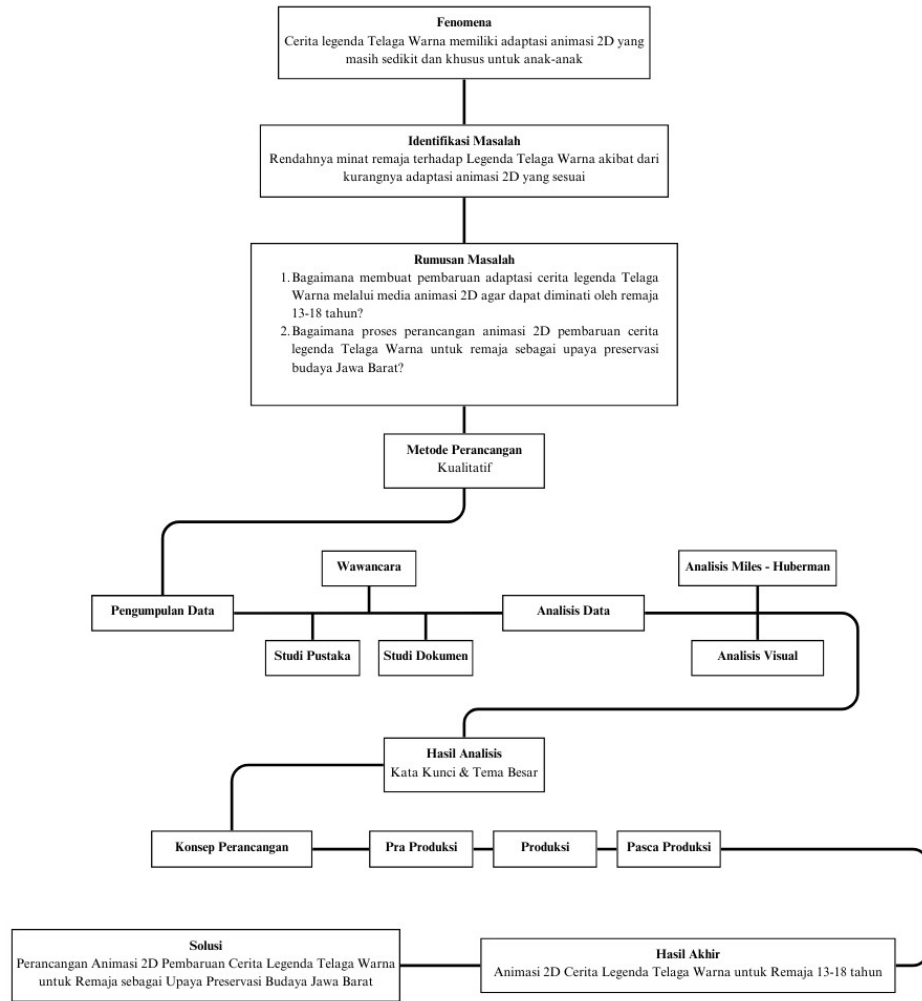 Fenomena
Cerita legenda Telaga Warna memiliki adaptasi animasi 2D yang
masih sedikit dan khusus untuk anak-anak
Identifikasi Masalah
Rendahnya minat remaja terhadap Legenda Telaga Warna akibat dari
kurangnya adaptasi animasi 2D yang sesuai
Rumusan Masalah
1. Bagaimana membuat pembaruan adaptasi cerita legenda Telaga
Warna melalui media animasi 2D agar dapat diminati oleh remaja
13-18 tahun?
2. Bagaimana proses perancangan animasi 2D pembaruan cerita
legenda Telaga Warna untuk remaja sebagai upaya preservasi
budaya Jawa Barat?
Metode Perancangan
Kualitatif
Wawancara
Analisis Miles - Huberman
Pengumpulan Data
Analisis Data
Studi Pustaka
Studi Dokumen
Analisis Visual
Hasil Analisis
Kata Kunci & Tema Besar
Konsep Perancangan
Pra Produksi
Produksi
Pasca Produksi
Solusi
Perancangan Animasi 2D Pembaruan Cerita Legenda Telaga Warna
untuk Remaja sebagai Upaya Preservasi Budaya Jawa Barat
Hasil Akhir
Animasi 2D Cerita Legenda Telaga Warna untuk Remaja 13-18 tahun